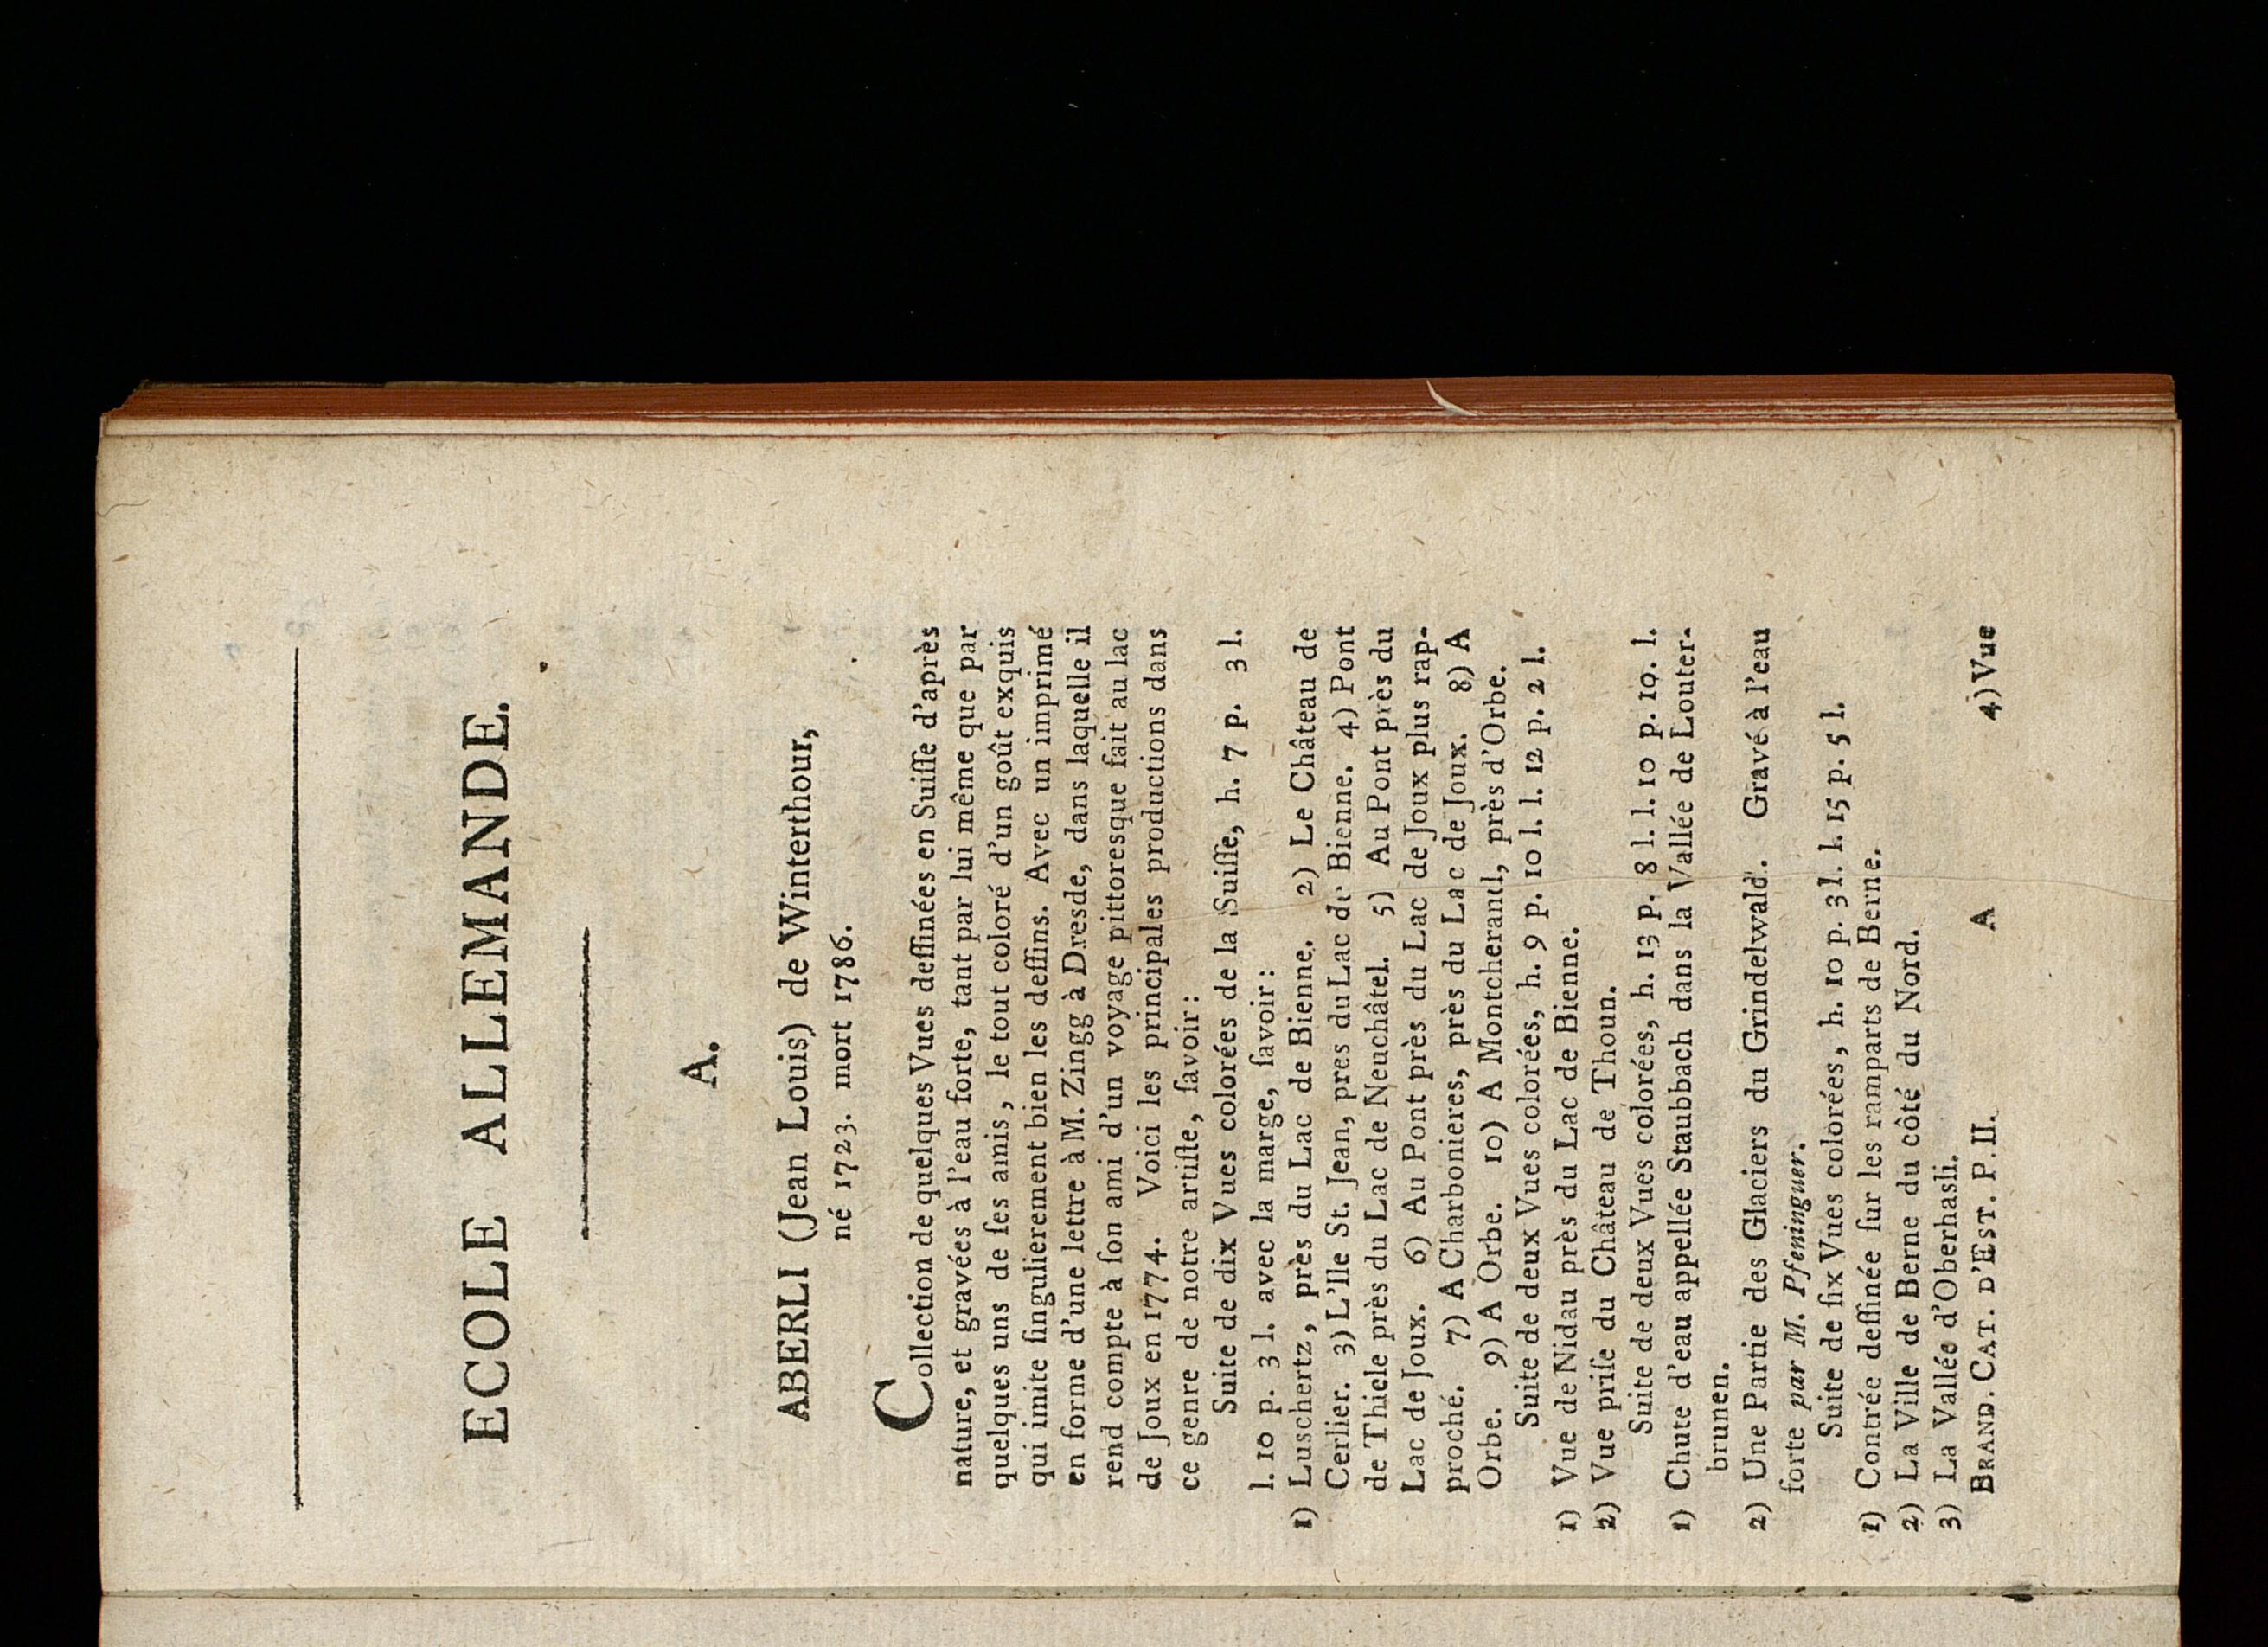 ECOLE ALLEMANDE.
A.
ABERLI (Jean Louis) de Winterthour,
né 1723. mort 1786.
Collection de quelques Vues deſſinées en Suiſſe d'après
nature, et gravées à l'eau forte, tant par lui même que par
quelques uns de ſes amis, le tout coloré d'un goût exquis
qui imite ſingulierement bien les deſſins. Avec un imprimé
en forme d'une lettre à M. Zingg à Dresde, dans laquelle il
rend compte à ſon ami d'un voyage pittoresque fait au lac
de Joux en 1774. Voici les principales productions dans
ce genre de notre artiſte, ſavoir:
Suite de dix Vues colorées de la Suiſſe, h. 7 p. 3 l.
l. 10 p. 3 l. avec la marge, ſavoir:
1) Luschertz, près du Lac de Bienne. 2) Le Château de
Cerlier. 3) L'Ile St. Jean, pres du Lac de Bienne. 4) Pont
de Thiele près du Lac de Neuchâtel. 5) Au Pont près du
Lac de Joux. 6) Au Pont près du Lac de Joux plus rap-
proché. 7) A Charbonieres, près du Lac de Joux. 8) A
Orbe. 9) A Orbe. 10) A Montcherand, près d'Orbe.
Suite de deux Vues colorées, h. 9 p. 10 l. l. 12 p. 2 l.
1) Vue de Nidau près du Lac de Bienne.
2) Vue priſe du Château de Thoun.
Suite de deux Vues colorées, h. 13 p. 8 l. l. 10 p. 10. l.
1) Chute d'eau appellée Staubbach dans la Vallée de Louter-
brunen.
2) Une Partie des Glaciers du Grindelwald. Gravé à l'eau
forte par M. Pfeninguer.
Suite de ſix Vues colorées, h. 10 p. 3 l. l. 15 p. 5 l.
1) Contrée deſſinée ſur les ramparts de Berne.
2) La Ville de Berne du côté du Nord.
3) La Vallée d'Oberhasli.
BRAND. CAT. D'EST. P. II. A 4) Vue